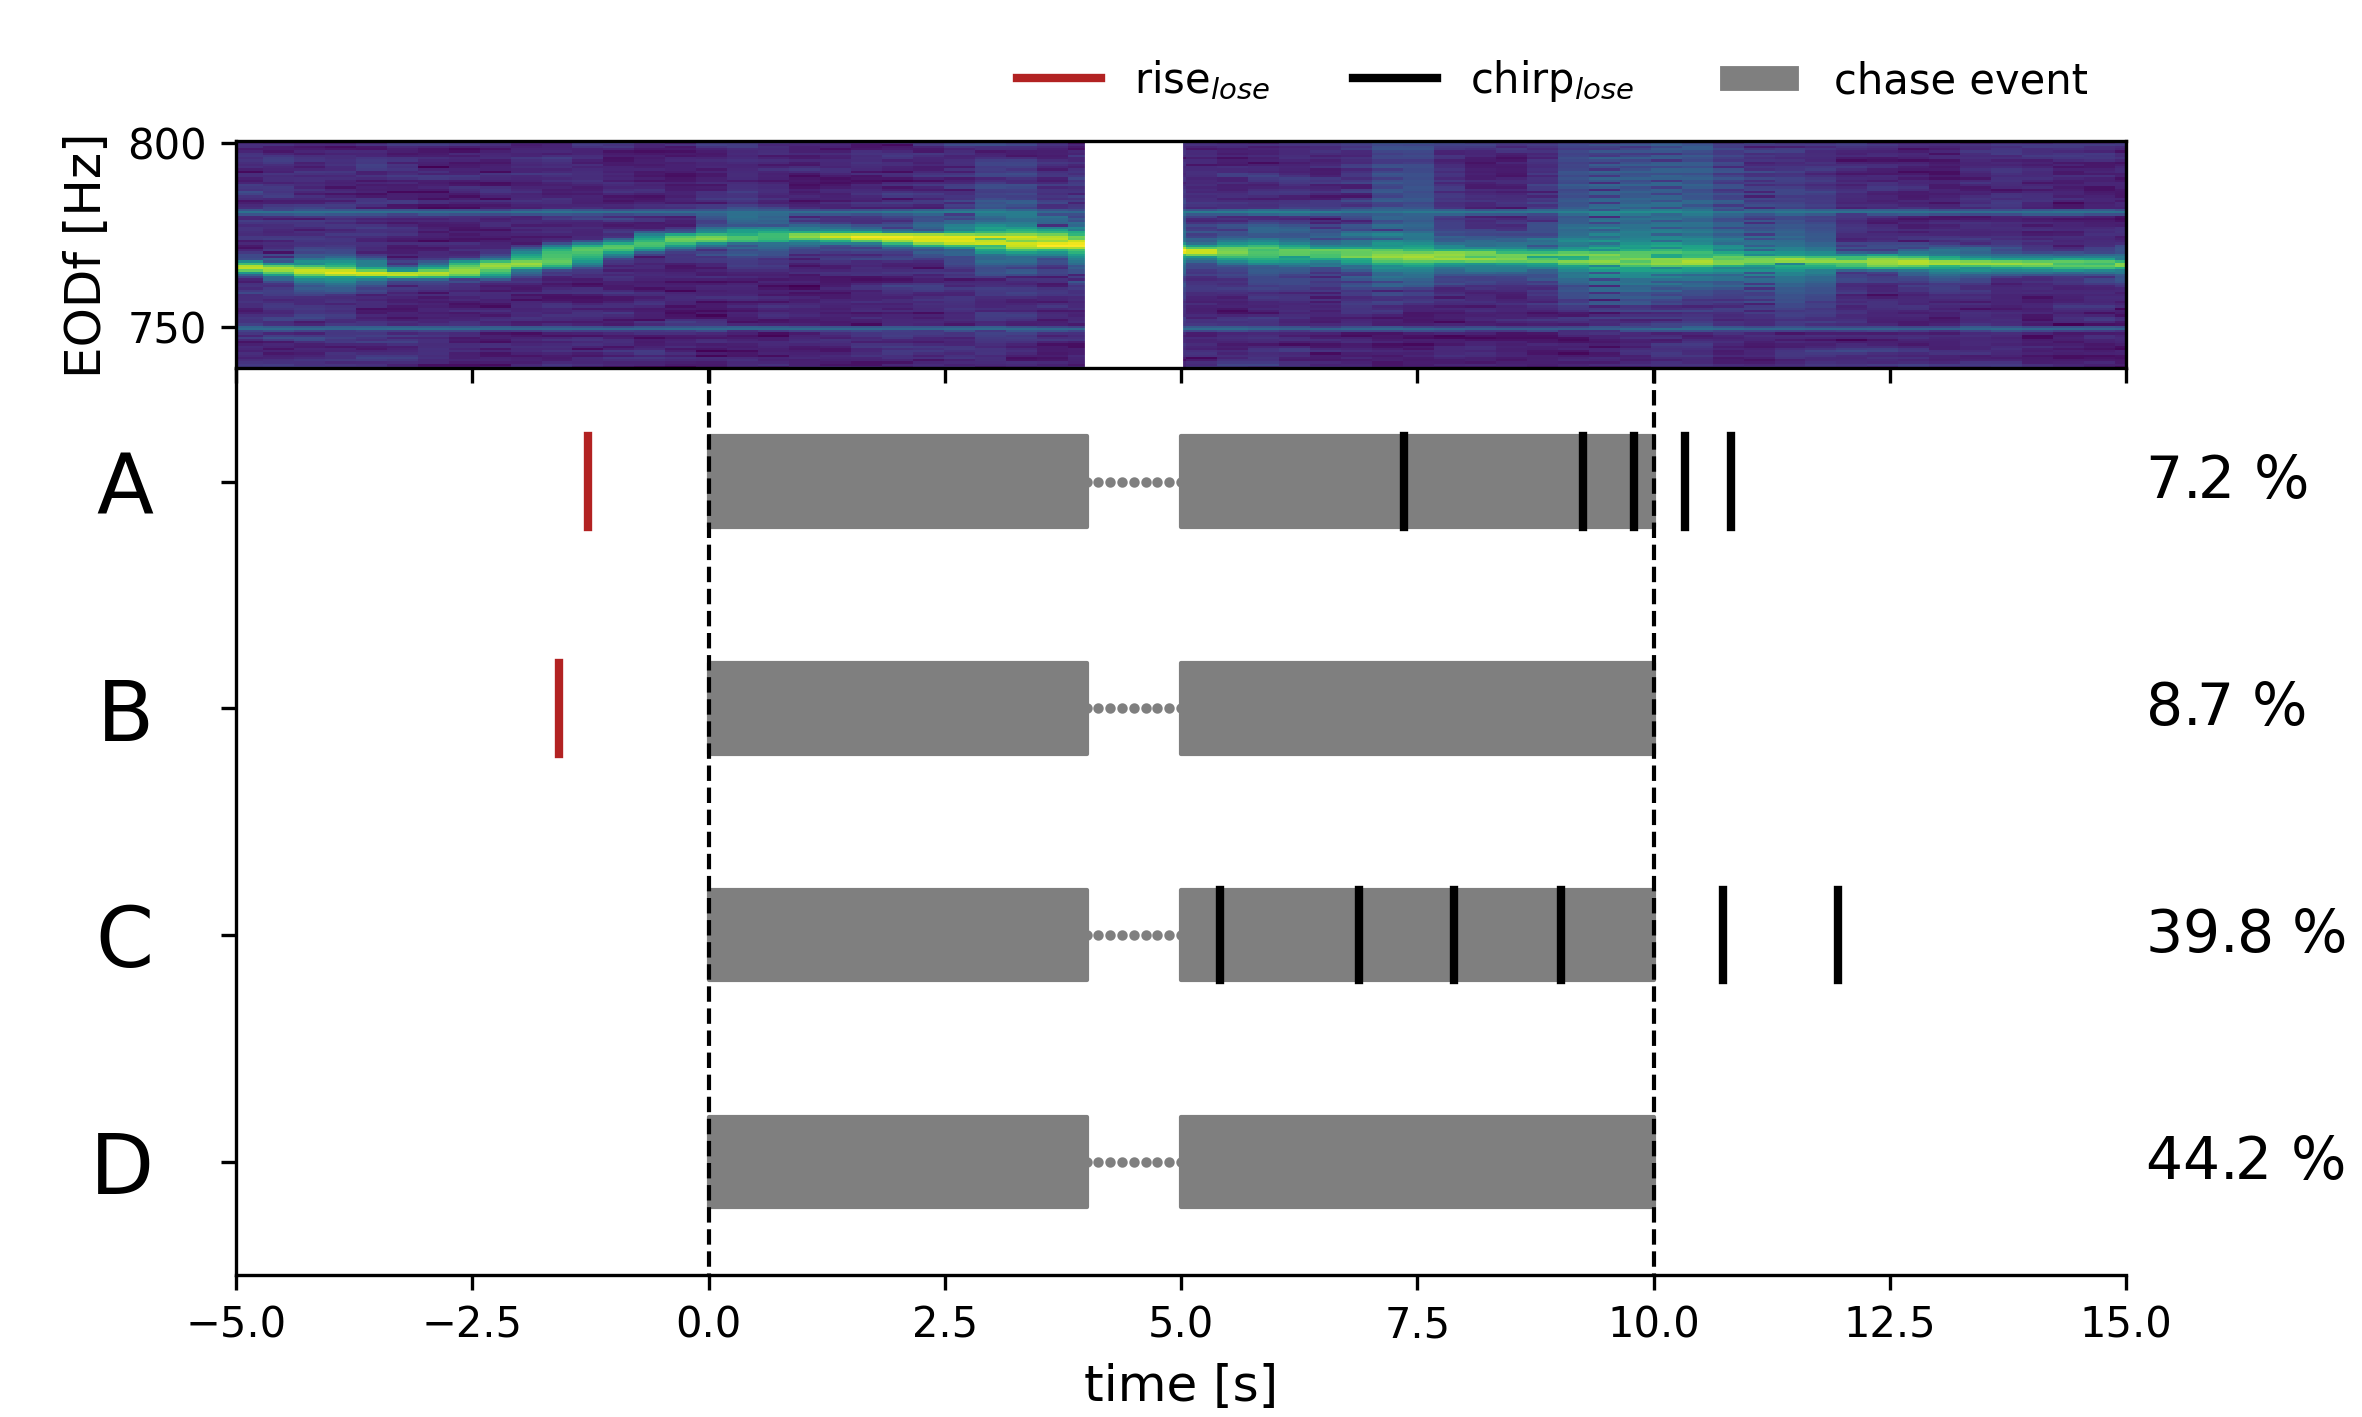 rise_lose chirp_lose chase event
EODf [Hz]
800
750
A 7.2 %
B 8.7 %
C 39.8 %
D 44.2 %
−5.0 −2.5 0.0 2.5 5.0 7.5 10.0 12.5 15.0
time [s]